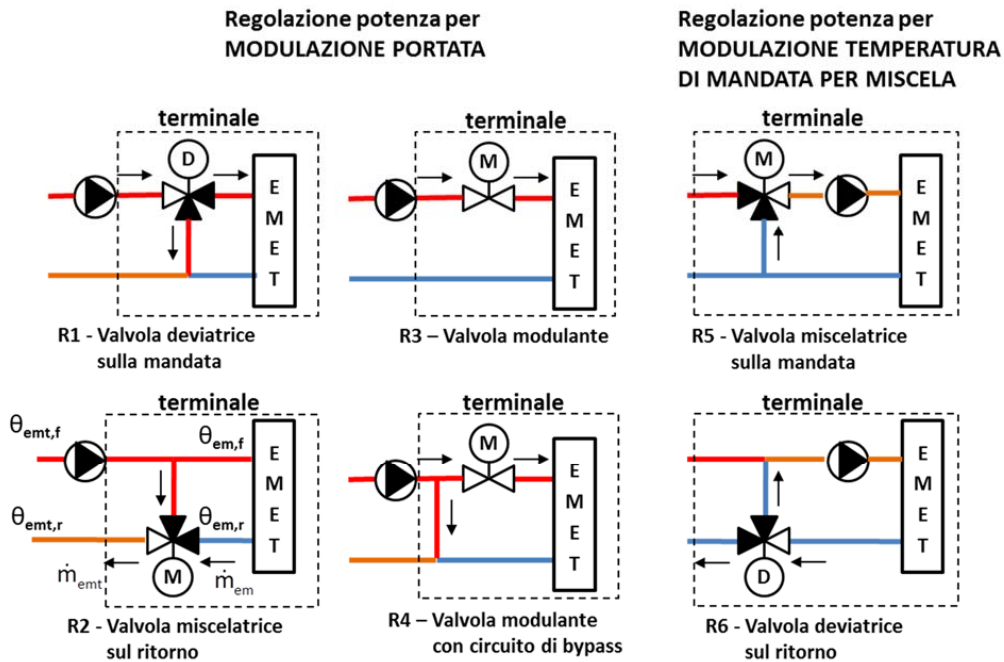 Regolazione potenza per
MODULAZIONE PORTATA
Regolazione potenza per
MODULAZIONE TEMPERATURA
DI MANDATA PER MISCELA
terminale
D
E
M
E
T
R1 - Valvola deviatrice
sulla mandata
terminale
M
E
M
E
T
R3 – Valvola modulante
terminale
M
E
M
E
T
R5 - Valvola miscelatrice
sulla mandata
terminale
θemt,f
θem,f
θemt,r
θem,r
ṁemt
M
ṁem
E
M
E
T
R2 - Valvola miscelatrice
sul ritorno
terminale
M
E
M
E
T
R4 – Valvola modulante
con circuito di bypass
terminale
D
E
M
E
T
R6 - Valvola deviatrice
sul ritorno